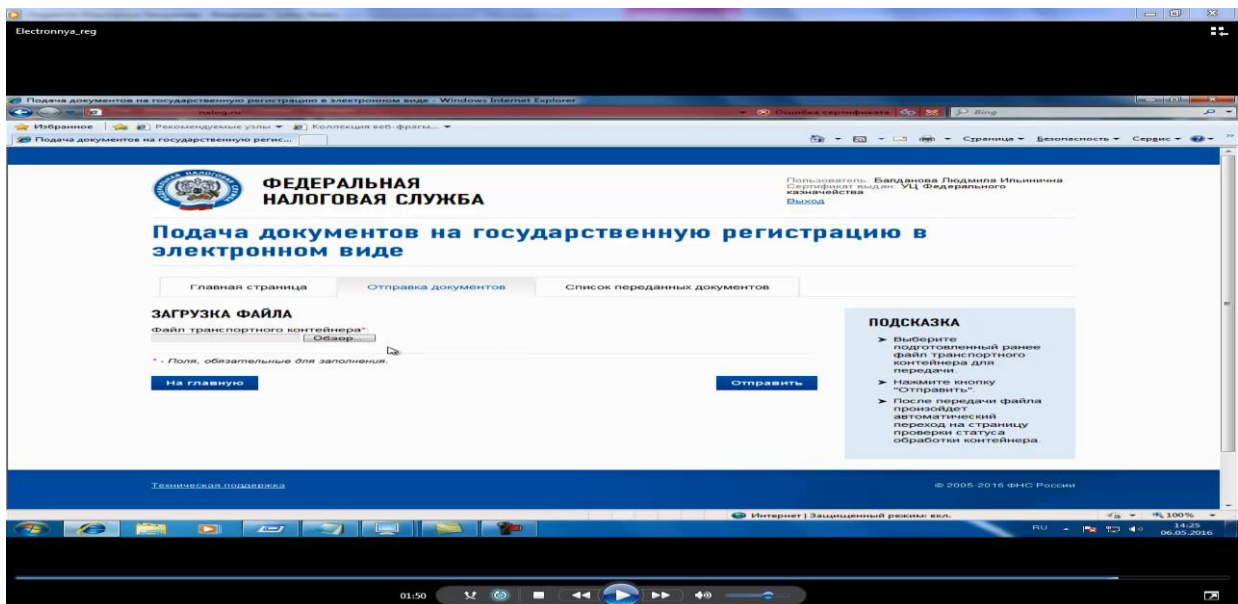 Electronnya_reg
Подача документов на государственную регистрацию в электронном виде - Windows Internet Explorer
nalog.ru
Ошибка сертификата
Bing
Избранное
Рекомендуемые узлы
Коллекция веб-фрагм...
Подача документов на государственную регис...
Страница
Безопасность
Сервис
ФЕДЕРАЛЬНАЯ
НАЛОГОВАЯ СЛУЖБА
Пользователь: Балданова Людмила Ильинична
Сертификат выдан: УЦ Федерального
казначейства
Выход
Подача документов на государственную регистрацию в
электронном виде
Главная страница
Отправка документов
Список переданных документов
ЗАГРУЗКА ФАЙЛА
Файл транспортного контейнера*:
Обзор...
* - Поля, обязательные для заполнения.
На главную
Отправить
ПОДСКАЗКА
Выберите
подготовленный ранее
файл транспортного
контейнера для
передачи.
Нажмите кнопку
"Отправить".
После передачи файла
произойдет
автоматический
переход на страницу
проверки статуса
обработки контейнера.
Техническая поддержка
© 2005-2016 ФНС России
Интернет | Защищенный режим: вкл.
100%
RU
14:25
06.05.2016
01:50